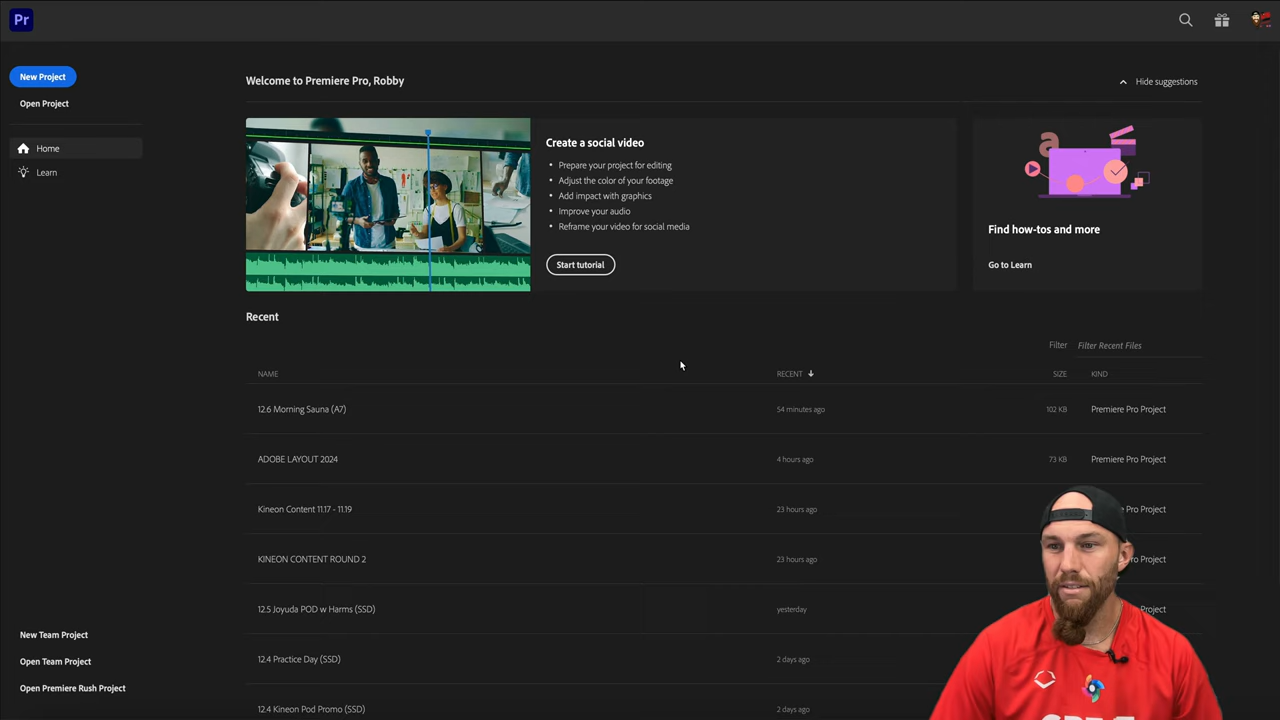 Pr
New Project
Open Project
Home
Learn
New Team Project
Open Team Project
Open Premiere Rush Project
Welcome to Premiere Pro, Robby
Hide suggestions
Create a social video
• Prepare your project for editing
• Adjust the color of your footage
• Add impact with graphics
• Improve your audio
• Reframe your video for social media
Start tutorial
Find how-tos and more
Go to Learn
Recent
Filter Filter Recent Files
NAME RECENT SIZE KIND
12.6 Morning Sauna (A7) 54 minutes ago 102 KB Premiere Pro Project
ADOBE LAYOUT 2024 4 hours ago 73 KB Premiere Pro Project
Kineon Content 11.17 - 11.19 23 hours ago Pro Project
KINEON CONTENT ROUND 2 23 hours ago Project
12.5 Joyuda POD w Harms (SSD) yesterday Project
12.4 Practice Day (SSD) 2 days ago
12.4 Kineon Pod Promo (SSD) 2 days ago